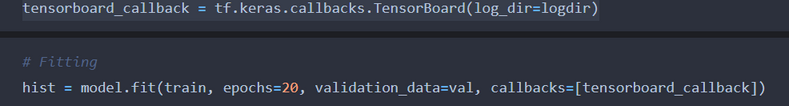 tensorboard_callback = tf.keras.callbacks.TensorBoard(log_dir=logdir)
# Fitting
hist = model.fit(train, epochs=20, validation_data=val, callbacks=[tensorboard_callback])